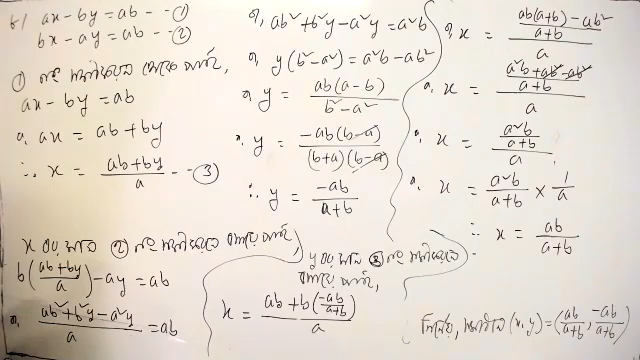 ৮। ax - by = ab -- ①
bx - ay = ab -- ②
① নং সমীকরণ থেকে পাই,
ax - by = ab
বা, ax = ab + by
∴ x = (ab + by)/a -- ③
x এর মান ② নং সমীকরণে বসিয়ে পাই,
b((ab + by)/a) - ay = ab
বা, (ab² + b²y - a²y)/a = ab
বা, ab² + b²y - a²y = a²b
বা, y(b² - a²) = a²b - ab²
বা, y = ab(a - b)/(b² - a²)
বা, y = -ab(b - a)/((b + a)(b - a))
∴ y = -ab/(a + b)
y এর মান ③ নং সমীকরণে
বসিয়ে পাই,
x = (ab + b(-ab/(a + b)))/a
বা, x = ((ab(a + b) - ab²)/(a + b))/a
বা, x = ((a²b + ab² - ab²)/(a + b))/a
বা, x = (a²b/(a + b))/a
বা, x = a²b/(a + b) × 1/a
∴ x = ab/(a + b)
নির্ণেয় সমাধান (x, y) = (ab/(a + b), -ab/(a + b))